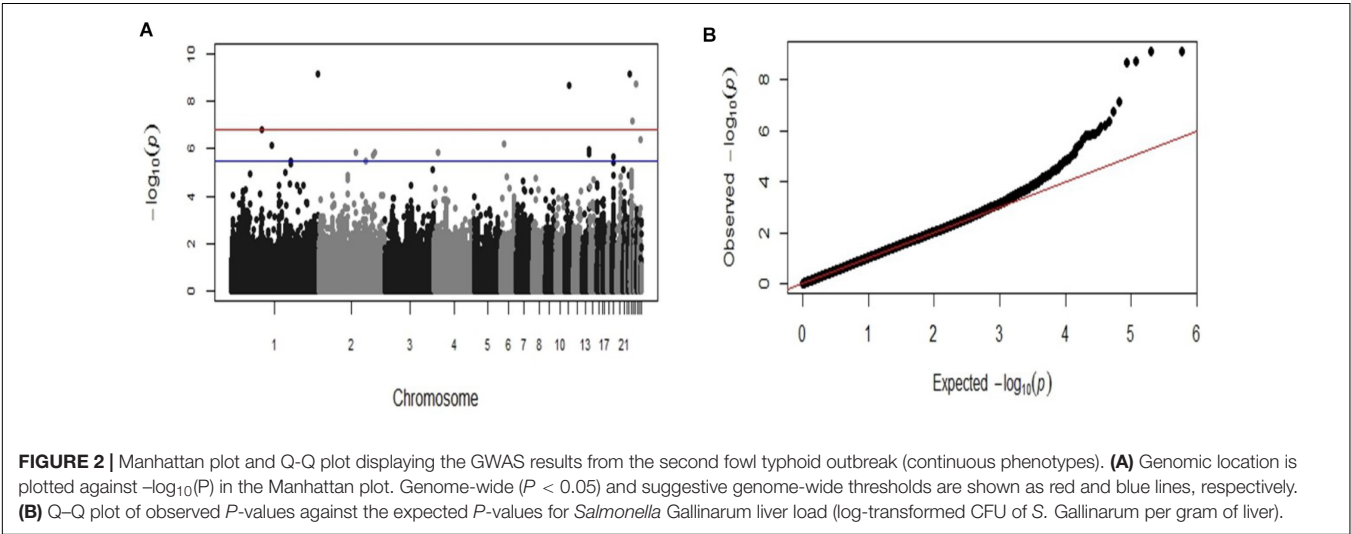 A
B
−log10(p)
10
8
6
4
2
0
1 2 3 4 5 6 7 8 10 13 17 21
Chromosome
Observed −log10(p)
8
6
4
2
0
0 1 2 3 4 5 6
Expected −log10(p)
FIGURE 2 | Manhattan plot and Q-Q plot displaying the GWAS results from the second fowl typhoid outbreak (continuous phenotypes). (A) Genomic location is
plotted against –log10(P) in the Manhattan plot. Genome-wide (P < 0.05) and suggestive genome-wide thresholds are shown as red and blue lines, respectively.
(B) Q–Q plot of observed P-values against the expected P-values for Salmonella Gallinarum liver load (log-transformed CFU of S. Gallinarum per gram of liver).